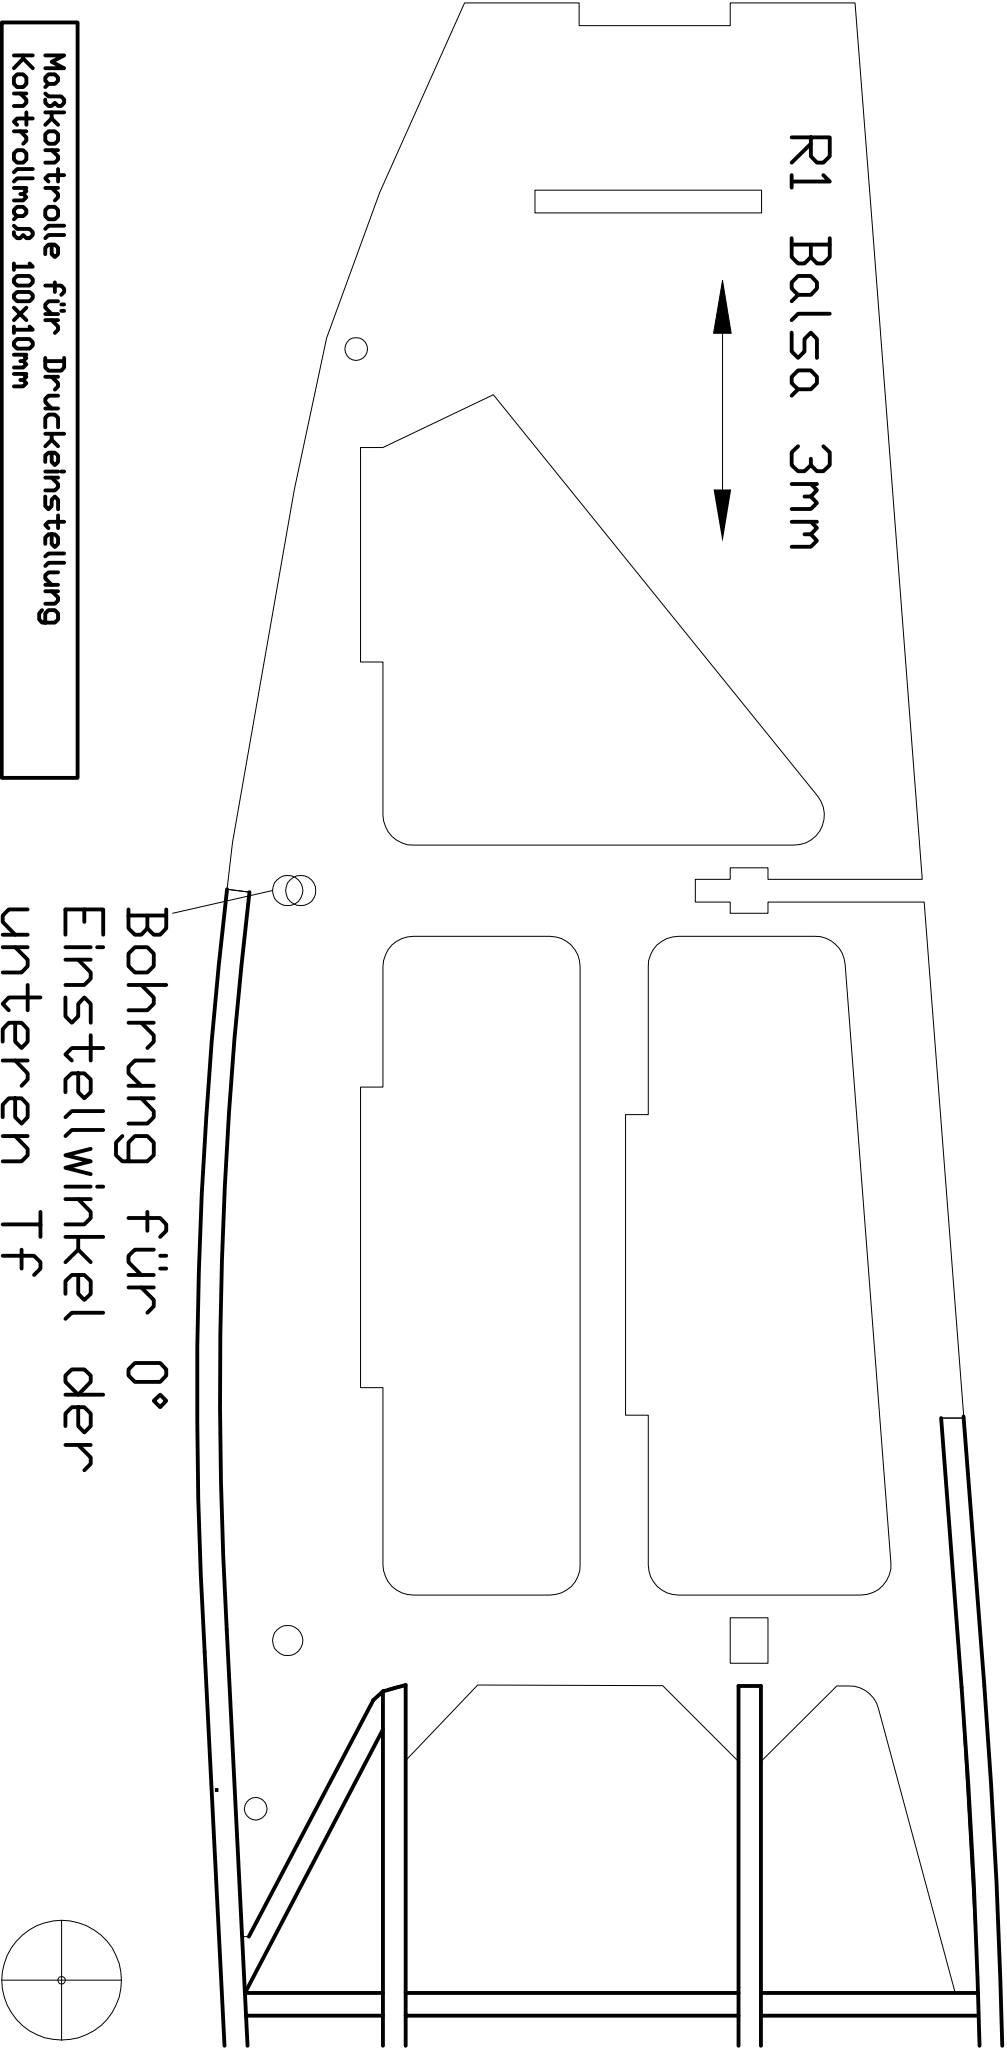 R1 Balsa 3mm
Maßkontrolle für Druckeinstellung
Kontrollmaß 100x10mm
Bohrung für 0°
Einstellwinkel der
unteren Tf